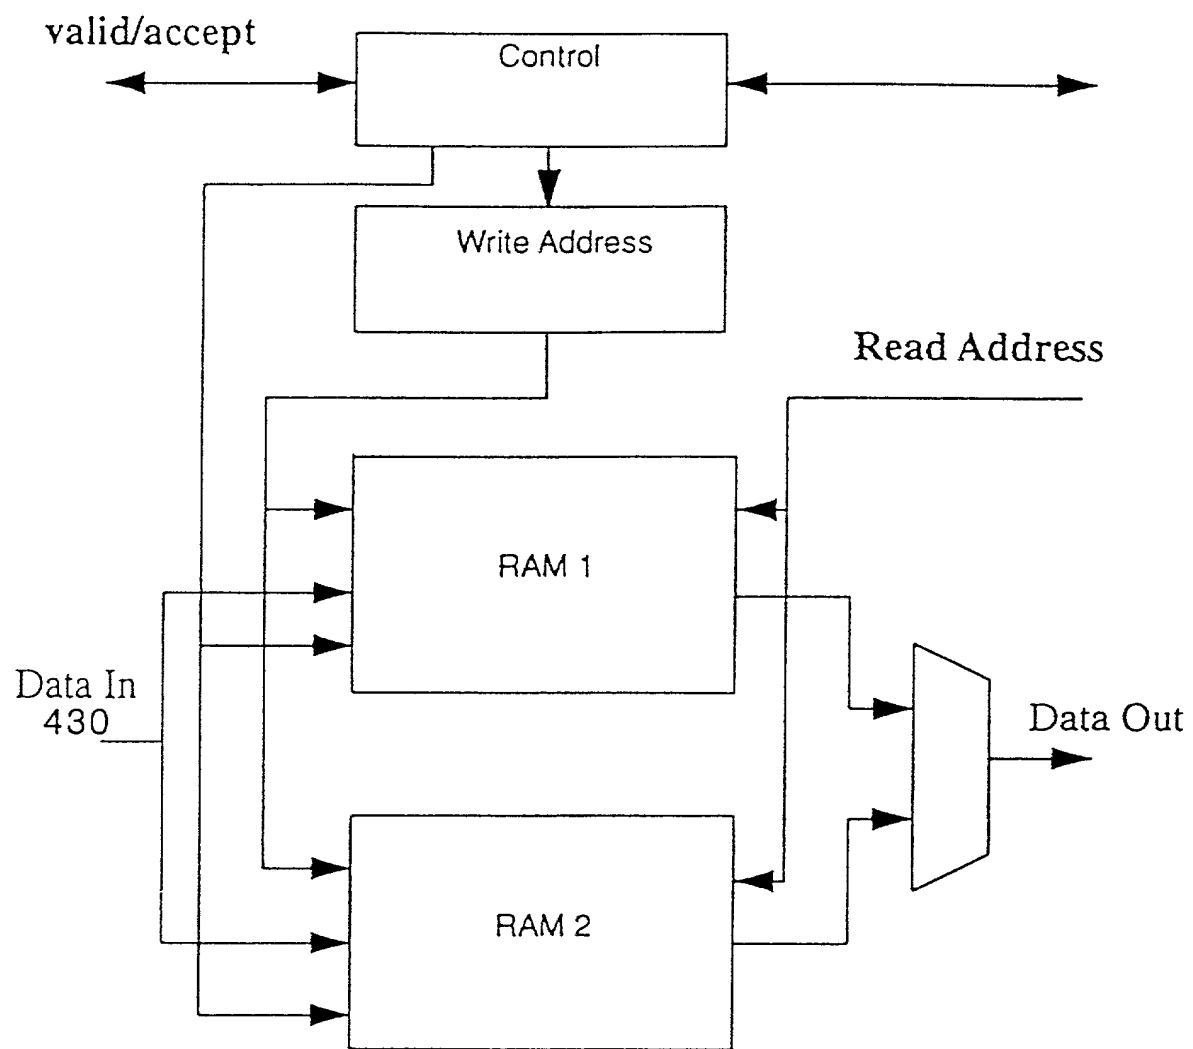 valid/accept
Control
Write Address
Read Address
RAM 1
Data In
430
Data Out
RAM 2